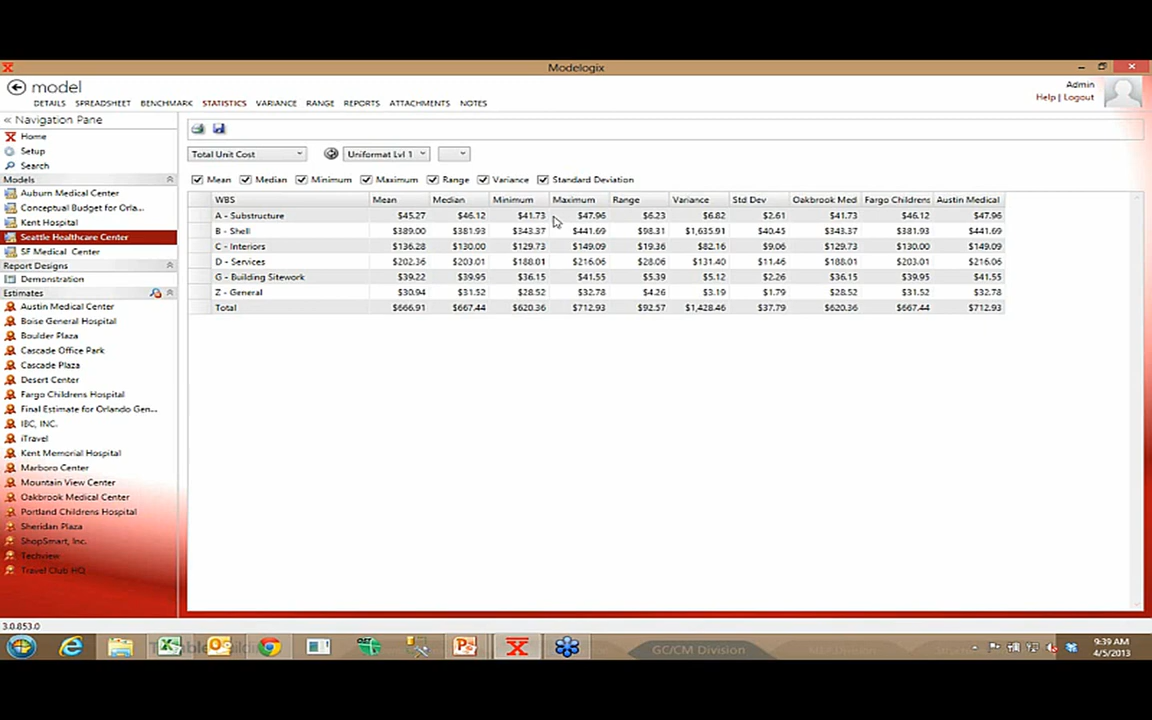 Modelogix
model
Admin
Help | Logout
DETAILS SPREADSHEET BENCHMARK STATISTICS VARIANCE RANGE REPORTS ATTACHMENTS NOTES
« Navigation Pane
Home
Setup
Search
Models
Auburn Medical Center
Conceptual Budget for Orla...
Kent Hospital
Seattle Healthcare Center
SF Medical Center
Report Designs
Demonstration
Estimates
Austin Medical Center
Boise General Hospital
Boulder Plaza
Cascade Office Park
Cascade Plaza
Desert Center
Fargo Childrens Hospital
Final Estimate for Orlando Gen...
IBC, INC.
iTravel
Kent Memorial Hospital
Marboro Center
Mountain View Center
Oakbrook Medical Center
Portland Childrens Hospital
Sheridan Plaza
ShopSmart, Inc.
Techview
Travel Club HQ
3.0.853.0
Total Unit Cost Uniformat Lvl 1
Mean Median Minimum Maximum Range Variance Standard Deviation
WBS Mean Median Minimum Maximum Range Variance Std Dev Oakbrook Med Fargo Childrens Austin Medical
A - Substructure $45.27 $46.12 $41.73 $47.96 $6.23 $6.82 $2.61 $41.73 $46.12 $47.96
B - Shell $389.00 $381.93 $343.37 $441.69 $98.31 $1,635.91 $40.45 $343.37 $381.93 $441.69
C - Interiors $136.28 $130.00 $129.73 $149.09 $19.36 $82.16 $9.06 $129.73 $130.00 $149.09
D - Services $202.36 $203.01 $188.01 $216.06 $28.06 $131.40 $11.46 $188.01 $203.01 $216.06
G - Building Sitework $39.22 $39.95 $36.15 $41.55 $5.39 $5.12 $2.26 $36.15 $39.95 $41.55
Z - General $30.94 $31.52 $28.52 $32.78 $4.26 $3.19 $1.79 $28.52 $31.52 $32.78
Total $666.91 $667.44 $620.36 $712.93 $92.57 $1,428.46 $37.79 $620.36 $667.44 $712.93
GC/CM Division
9:39 AM
4/5/2013